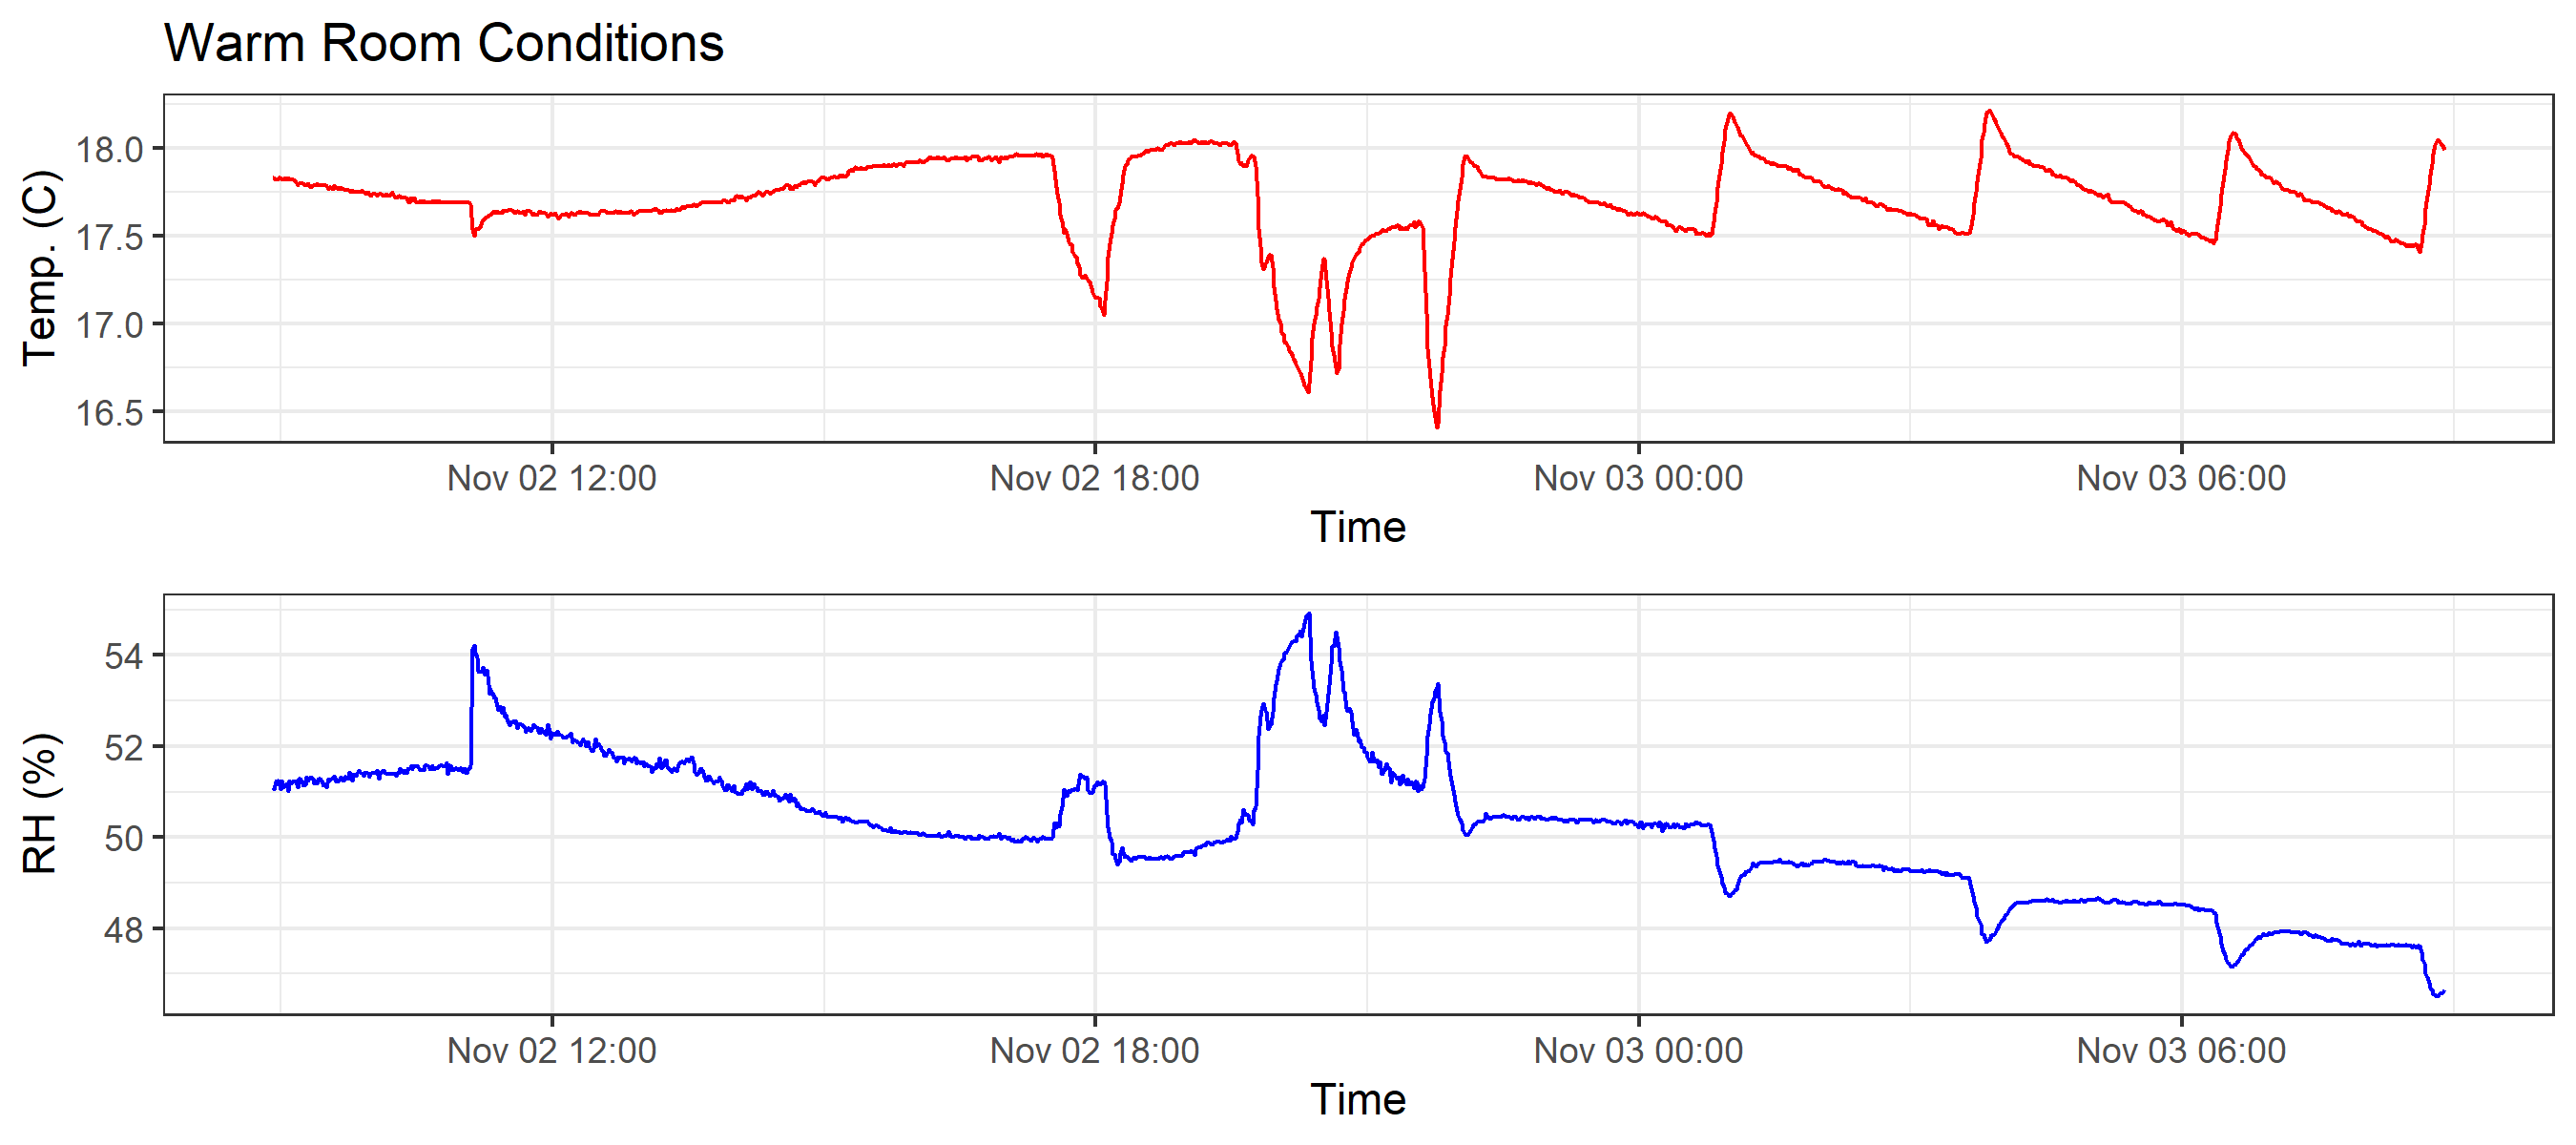 Warm Room Conditions
Temp. (C)
18.0
17.5
17.0
16.5
Nov 02 12:00 Nov 02 18:00 Nov 03 00:00 Nov 03 06:00
Time
RH (%)
54
52
50
48
Nov 02 12:00 Nov 02 18:00 Nov 03 00:00 Nov 03 06:00
Time